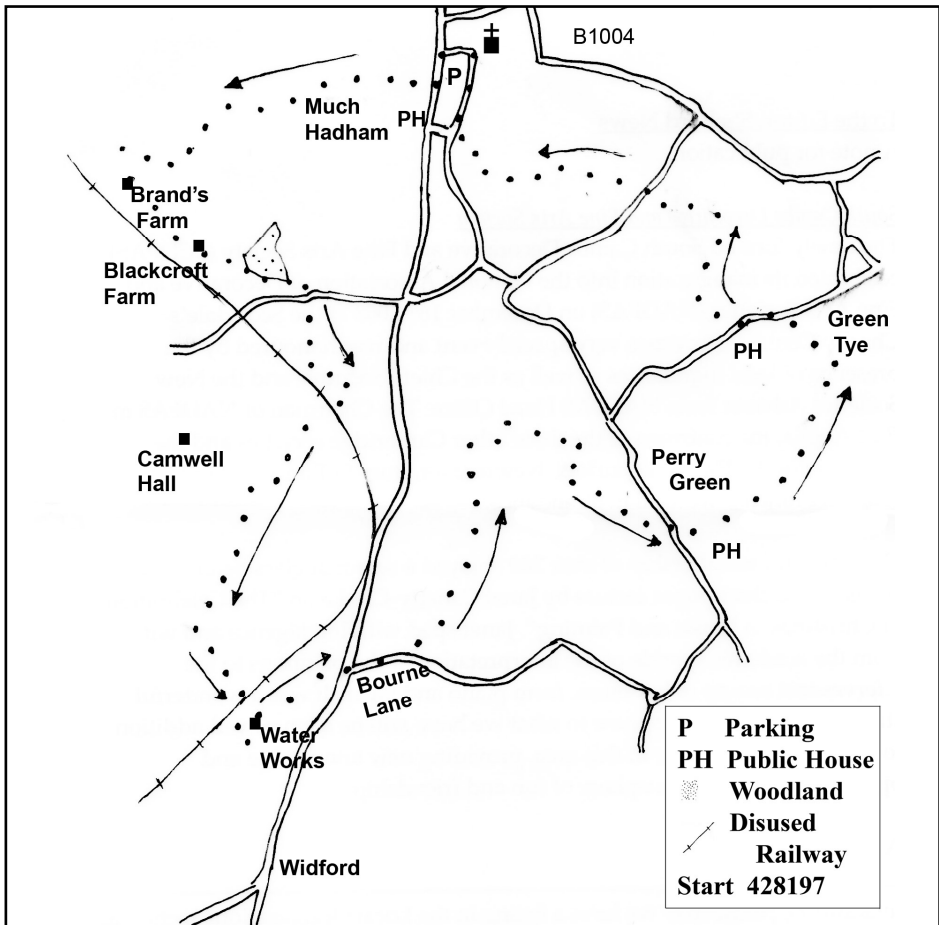 B1004
P
Much
Hadham
PH
Brand's
Farm
Blackcroft
Farm
Green
Tye
PH
Camwell
Hall
Perry
Green
PH
Bourne
Lane
Water
Works
Widford
P Parking
PH Public House
Woodland
Disused
Railway
Start 428197